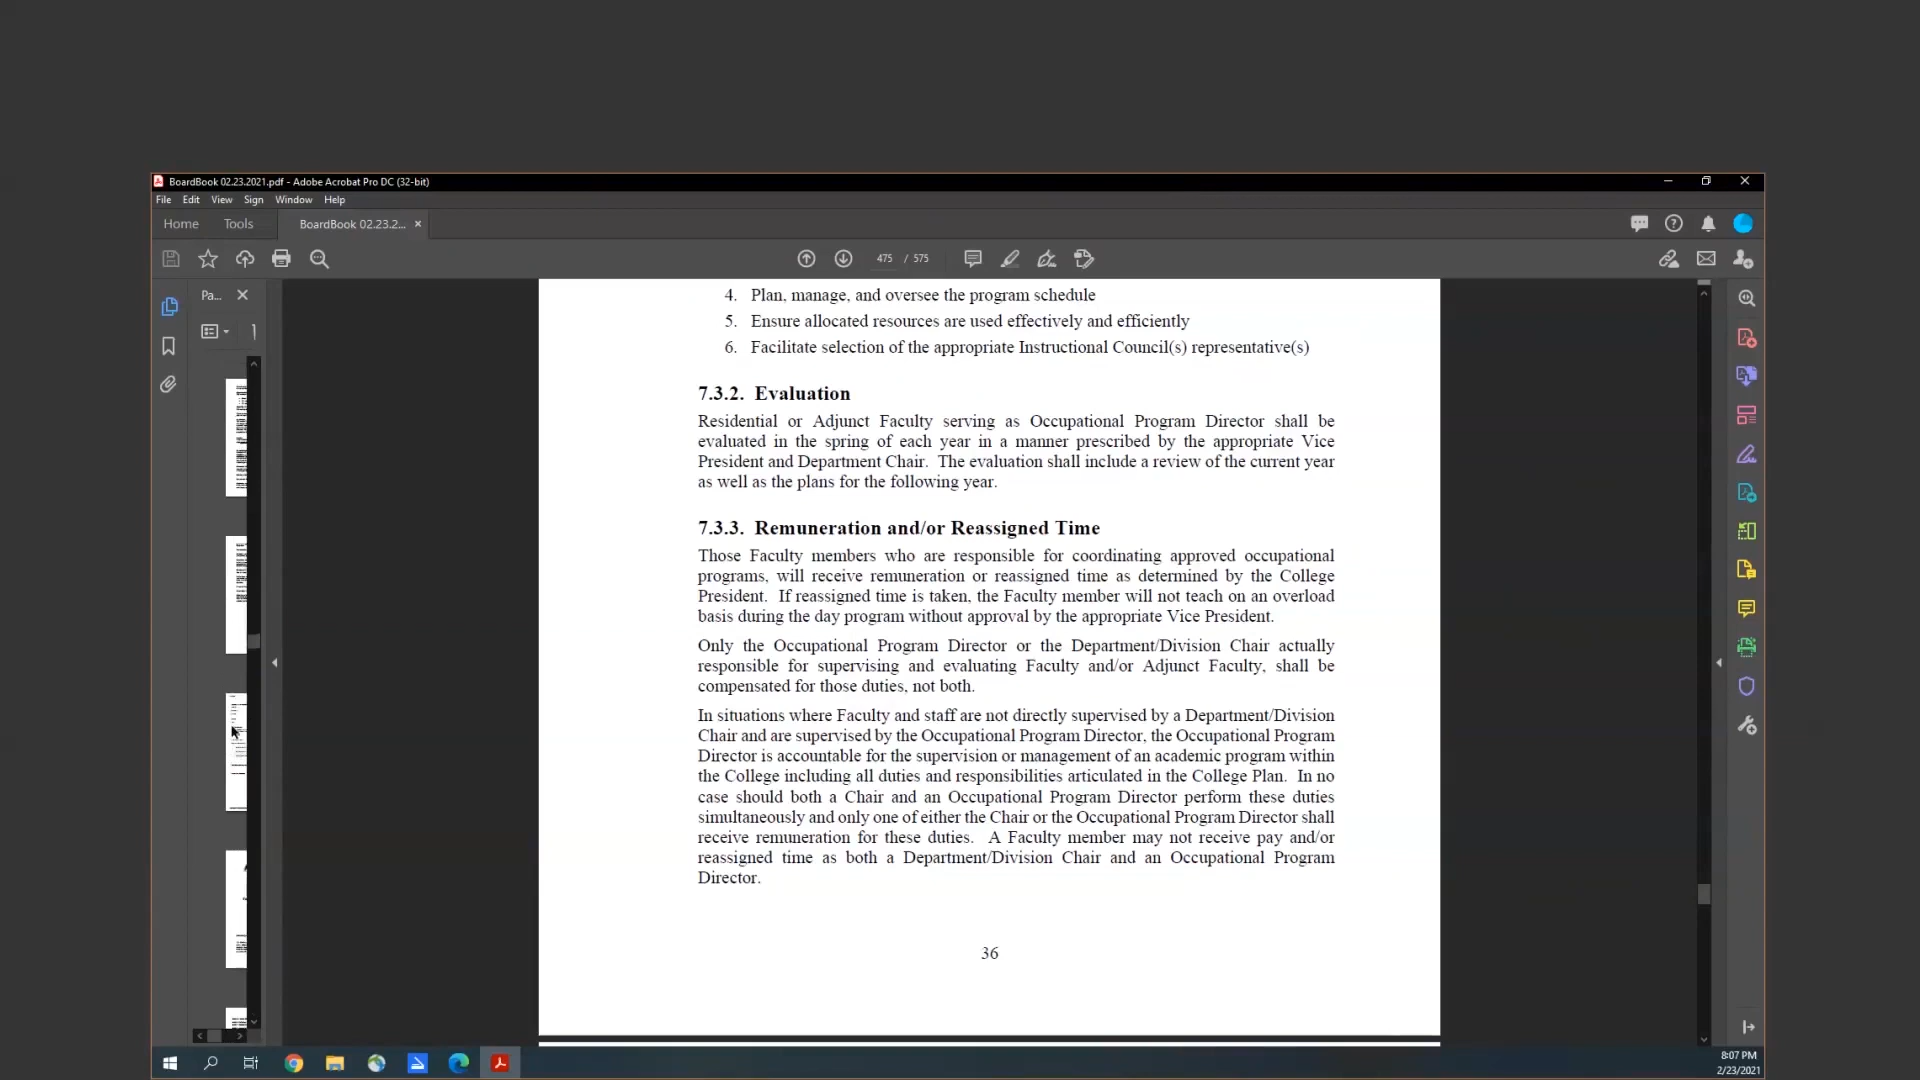 BoardBook 02.23.2021.pdf - Adobe Acrobat Pro DC (32-bit)
File Edit View Sign Window Help
Home Tools BoardBook 02.23.2...
475 / 575
Pa...
4. Plan, manage, and oversee the program schedule
5. Ensure allocated resources are used effectively and efficiently
6. Facilitate selection of the appropriate Instructional Council(s) representative(s)
7.3.2. Evaluation
Residential or Adjunct Faculty serving as Occupational Program Director shall be
evaluated in the spring of each year in a manner prescribed by the appropriate Vice
President and Department Chair. The evaluation shall include a review of the current year
as well as the plans for the following year.
7.3.3. Remuneration and/or Reassigned Time
Those Faculty members who are responsible for coordinating approved occupational
programs, will receive remuneration or reassigned time as determined by the College
President. If reassigned time is taken, the Faculty member will not teach on an overload
basis during the day program without approval by the appropriate Vice President.
Only the Occupational Program Director or the Department/Division Chair actually
responsible for supervising and evaluating Faculty and/or Adjunct Faculty, shall be
compensated for those duties, not both.
In situations where Faculty and staff are not directly supervised by a Department/Division
Chair and are supervised by the Occupational Program Director, the Occupational Program
Director is accountable for the supervision or management of an academic program within
the College including all duties and responsibilities articulated in the College Plan. In no
case should both a Chair and an Occupational Program Director perform these duties
simultaneously and only one of either the Chair or the Occupational Program Director shall
receive remuneration for these duties. A Faculty member may not receive pay and/or
reassigned time as both a Department/Division Chair and an Occupational Program
Director.
36
8:07 PM
2/23/2021